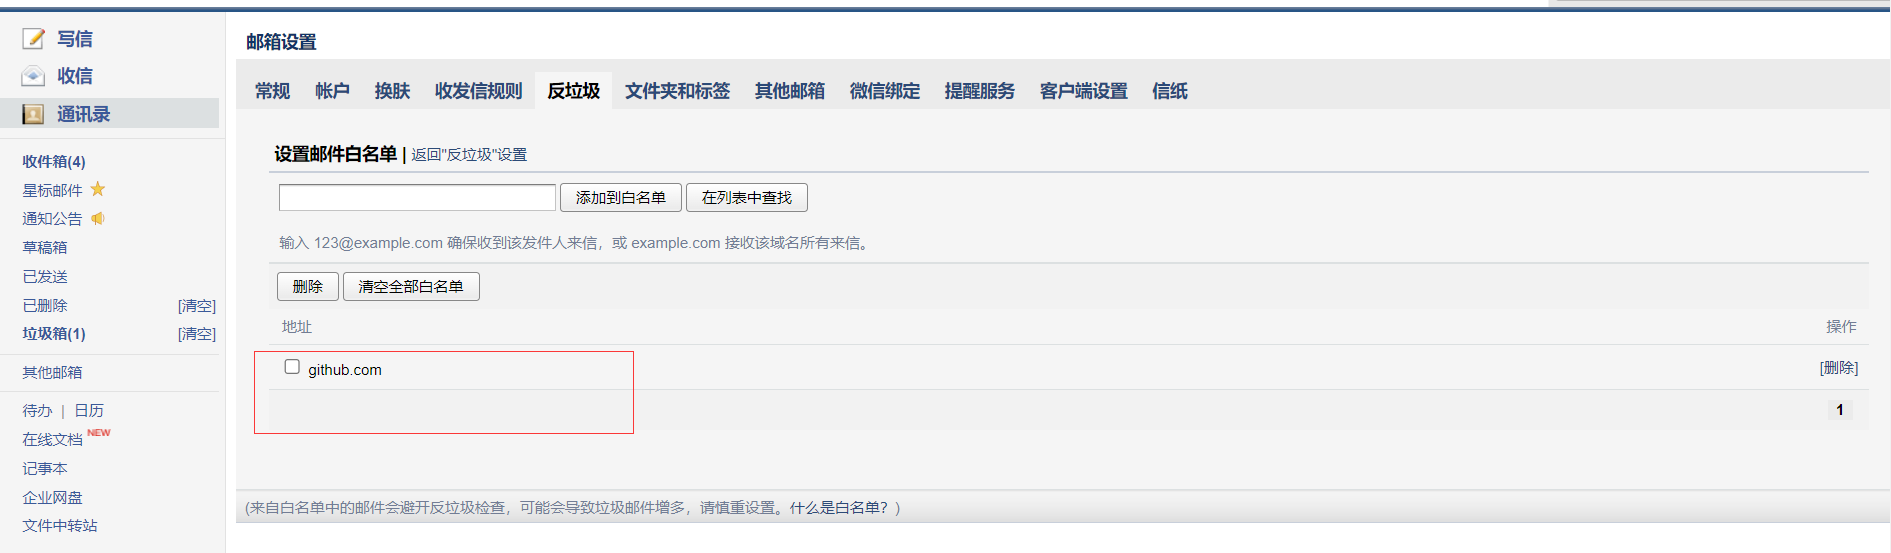 写信
收信
通讯录
收件箱(4)
星标邮件
通知公告
草稿箱
已发送
已删除 [清空]
垃圾箱(1) [清空]
其他邮箱
待办 | 日历
在线文档 NEW
记事本
企业网盘
文件中转站
邮箱设置
常规 帐户 换肤 收发信规则 反垃圾 文件夹和标签 其他邮箱 微信绑定 提醒服务 客户端设置 信纸
设置邮件白名单 | 返回"反垃圾"设置
添加到白名单 在列表中查找
输入 123@example.com 确保收到该发件人来信，或 example.com 接收该域名所有来信。
删除 清空全部白名单
地址 操作
github.com [删除]
1
(来自白名单中的邮件会避开反垃圾检查，可能会导致垃圾邮件增多，请慎重设置。什么是白名单？)